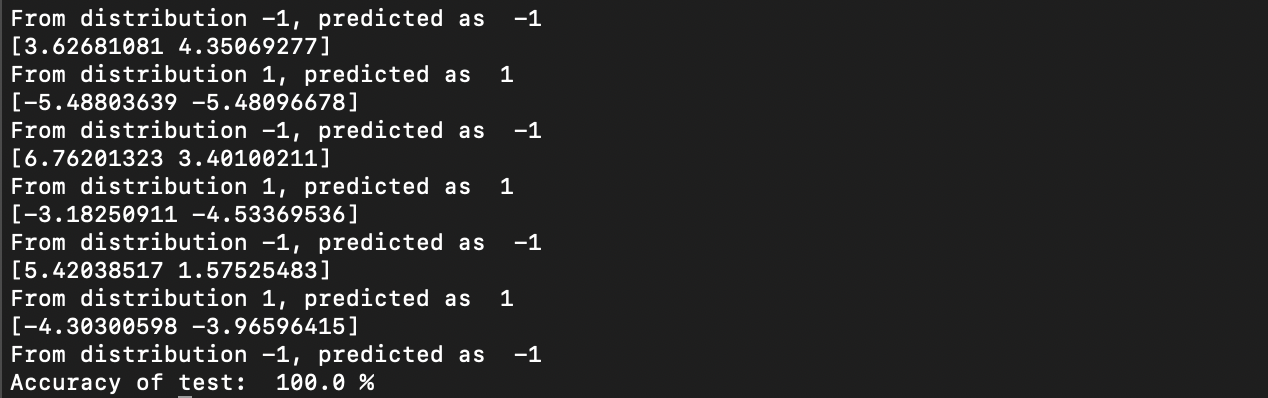 From distribution -1, predicted as  -1
[3.62681081 4.35069277]
From distribution 1, predicted as  1
[-5.48803639 -5.48096678]
From distribution -1, predicted as  -1
[6.76201323 3.40100211]
From distribution 1, predicted as  1
[-3.18250911 -4.53369536]
From distribution -1, predicted as  -1
[5.42038517 1.57525483]
From distribution 1, predicted as  1
[-4.30300598 -3.96596415]
From distribution -1, predicted as  -1
Accuracy of test:  100.0 %